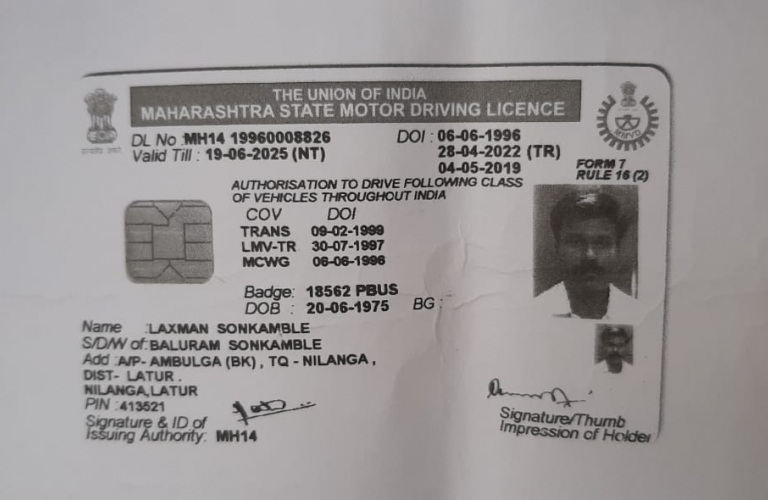 THE UNION OF INDIA
MAHARASHTRA STATE MOTOR DRIVING LICENCE
DL No :MH14 19960008826 DOI : 06-06-1996
Valid Till : 19-06-2025 (NT) 28-04-2022 (TR)
04-05-2019
FORM 7
RULE 16 (2)
MMVD
AUTHORISATION TO DRIVE FOLLOWING CLASS
OF VEHICLES THROUGHOUT INDIA
COV DOI
TRANS 09-02-1999
LMV-TR 30-07-1997
MCWG 06-06-1996
Badge: 18562 PBUS
DOB : 20-06-1975 BG :
Name :LAXMAN SONKAMBLE
S/D/W of:BALURAM SONKAMBLE
Add :A/P- AMBULGA (BK) , TQ - NILANGA ,
DIST- LATUR .
NILANGA,LATUR
PIN :413521
Signature & ID of
Issuing Authority: MH14
Signature/Thumb
Impression of Holder